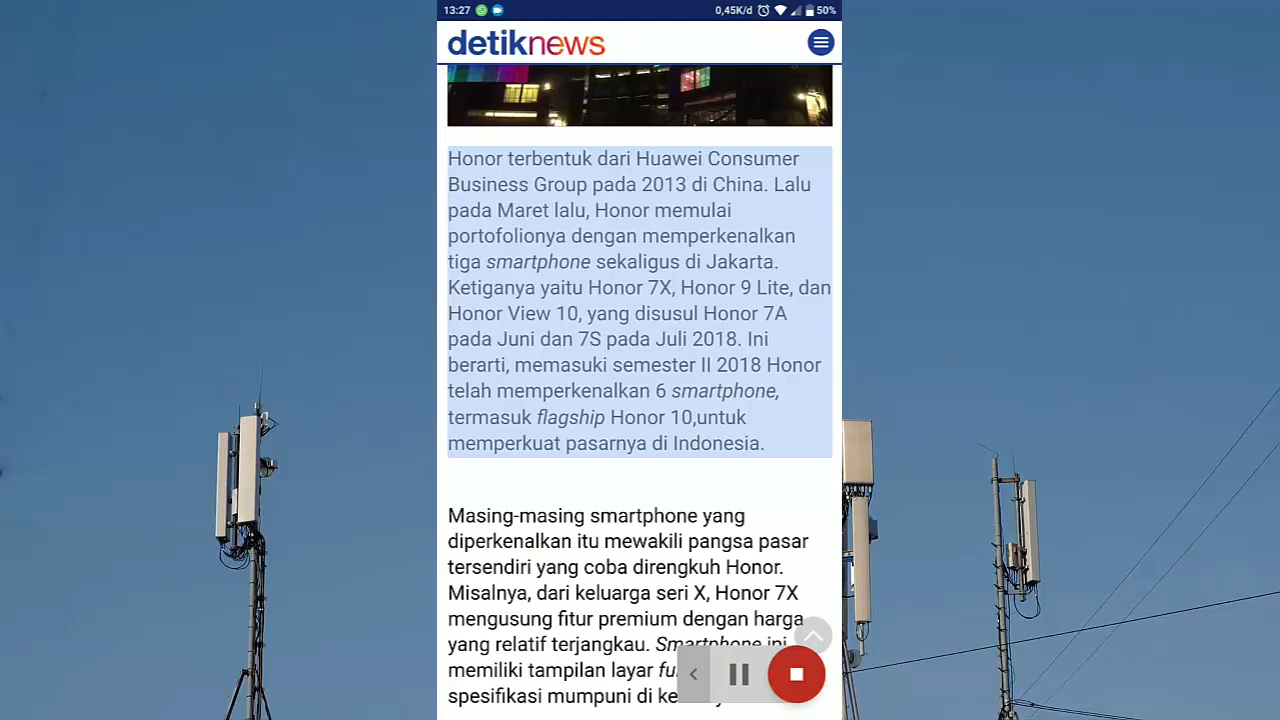 13:27 0,45K/d 50%
detiknews
Honor terbentuk dari Huawei Consumer
Business Group pada 2013 di China. Lalu
pada Maret lalu, Honor memulai
portofolionya dengan memperkenalkan
tiga smartphone sekaligus di Jakarta.
Ketiganya yaitu Honor 7X, Honor 9 Lite, dan
Honor View 10, yang disusul Honor 7A
pada Juni dan 7S pada Juli 2018. Ini
berarti, memasuki semester II 2018 Honor
telah memperkenalkan 6 smartphone,
termasuk flagship Honor 10,untuk
memperkuat pasarnya di Indonesia.
Masing-masing smartphone yang
diperkenalkan itu mewakili pangsa pasar
tersendiri yang coba direngkuh Honor.
Misalnya, dari keluarga seri X, Honor 7X
mengusung fitur premium dengan harga
yang relatif terjangkau. Smartphone ini
memiliki tampilan layar
spesifikasi mumpuni di